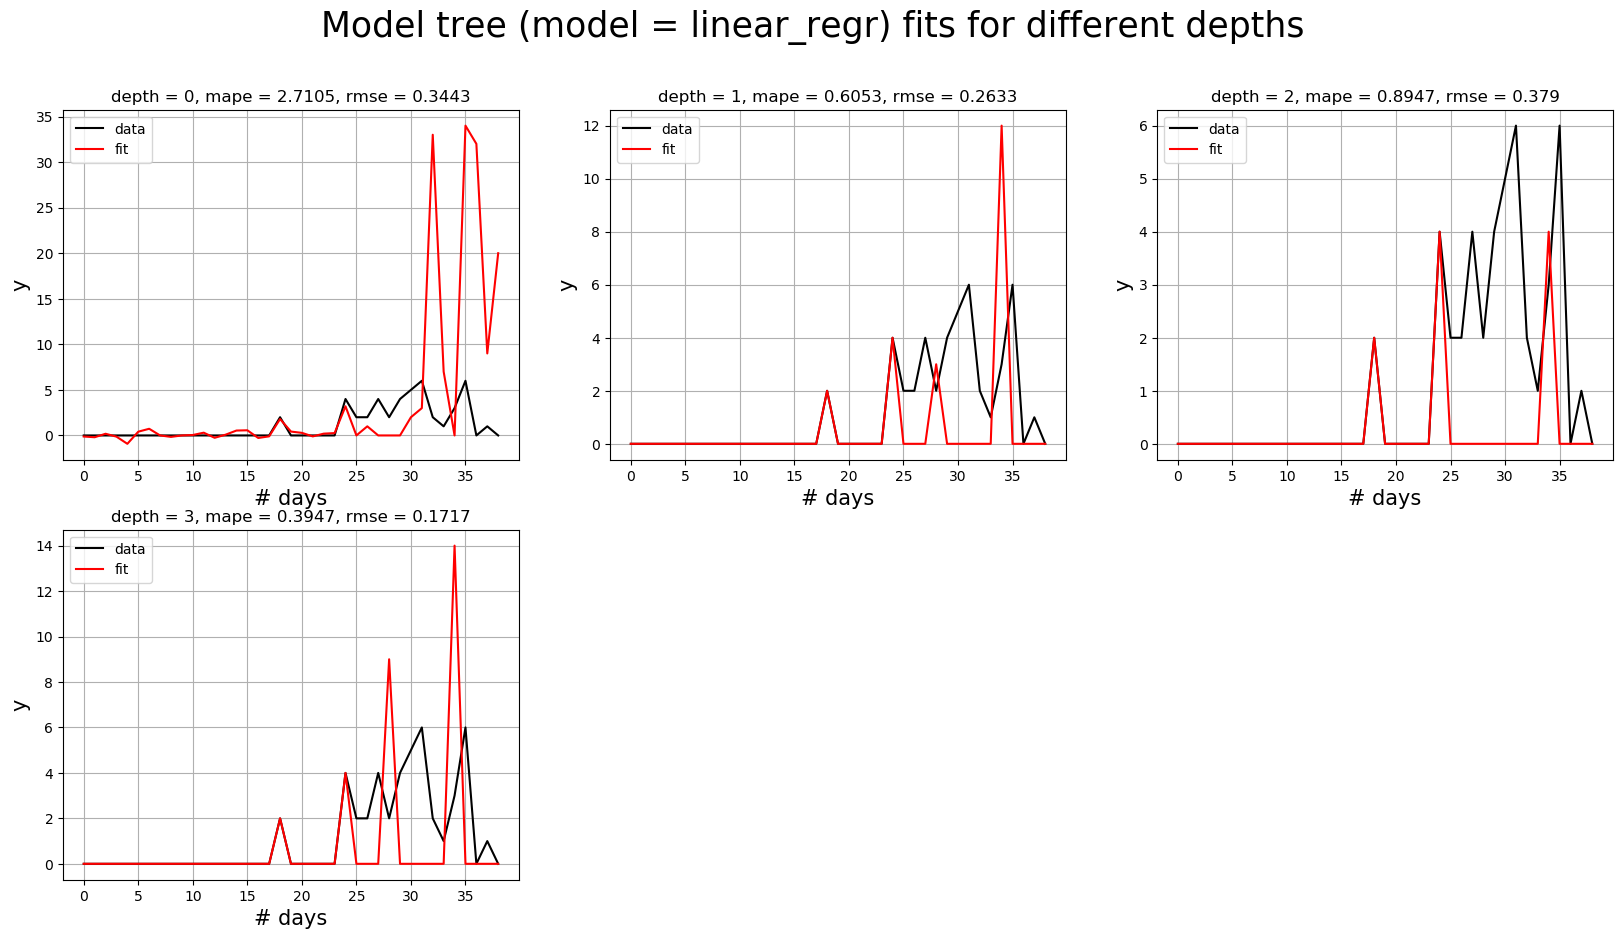 Model tree (model = linear_regr) fits for different depths
depth = 0, mape = 2.7105, rmse = 0.3443
35
30
25
20
15
10
5
0
y
data
fit
0 5 10 15 20 25 30 35
# days
depth = 1, mape = 0.6053, rmse = 0.2633
12
10
8
6
4
2
0
y
data
fit
0 5 10 15 20 25 30 35
# days
depth = 2, mape = 0.8947, rmse = 0.379
6
5
4
3
2
1
0
y
data
fit
0 5 10 15 20 25 30 35
# days
depth = 3, mape = 0.3947, rmse = 0.1717
14
12
10
8
6
4
2
0
y
data
fit
0 5 10 15 20 25 30 35
# days